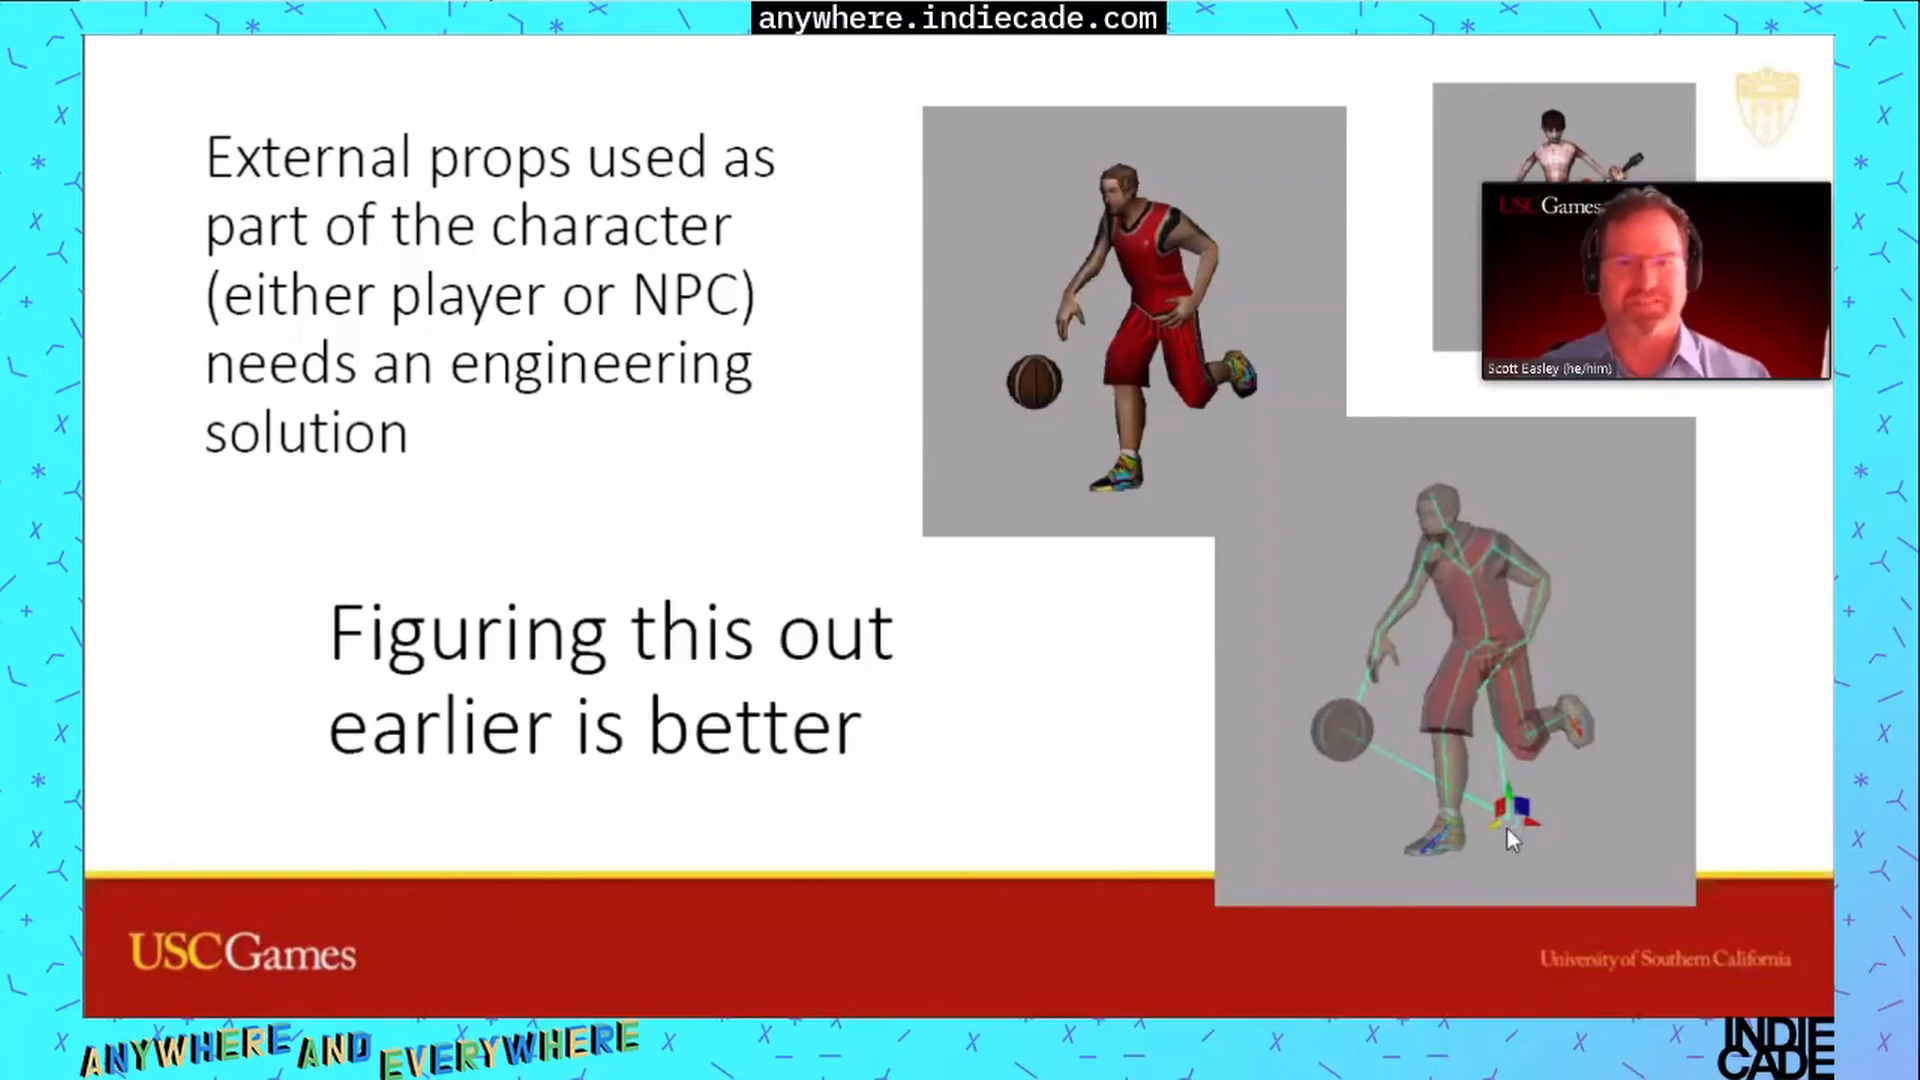 anywhere.indiecade.com
External props used as
part of the character
(either player or NPC)
needs an engineering
solution
USC Games
Scott Easley (he/him)
Figuring this out
earlier is better
USCGames
University of Southern California
ANYWHERE AND EVERYWHERE
INDIE
CADE